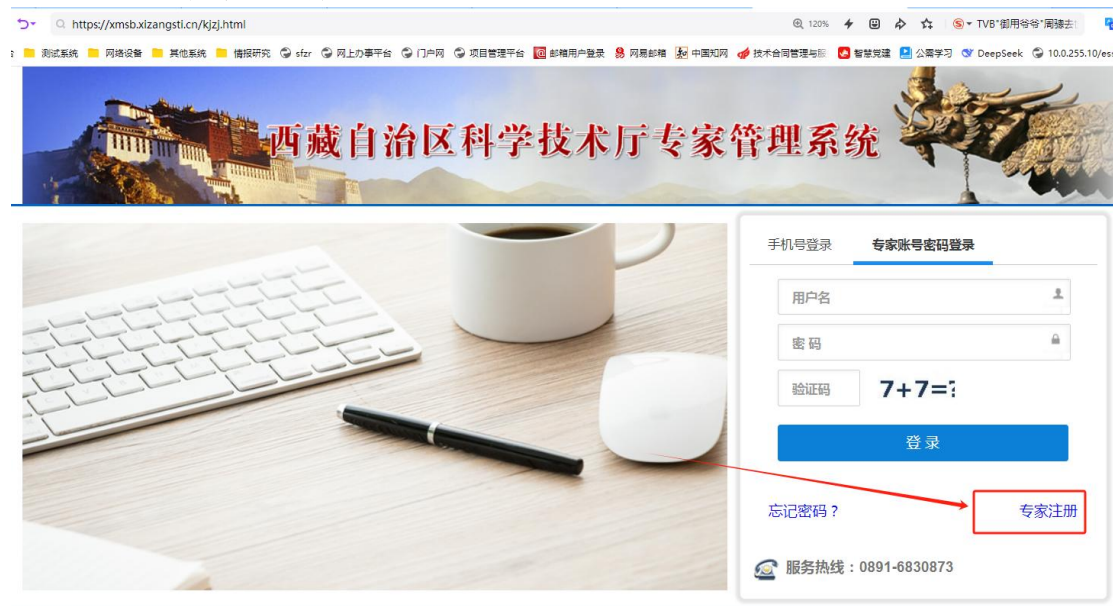 https://xmsb.xizangsti.cn/kjzj.html 120% TVB"御用爷爷"周骢去
测试系统 网络设备 其他系统 情报研究 sfzr 网上办事平台 门户网 项目管理平台 邮箱用户登录 网易邮箱 中国知网 技术合同管理与 智慧党建 公需学习 DeepSeek 10.0.255.10/es
西藏自治区科学技术厅专家管理系统
手机号登录 专家账号密码登录
用户名
密 码
验证码 7+7=?
登 录
忘记密码？ 专家注册
服务热线：0891-6830873